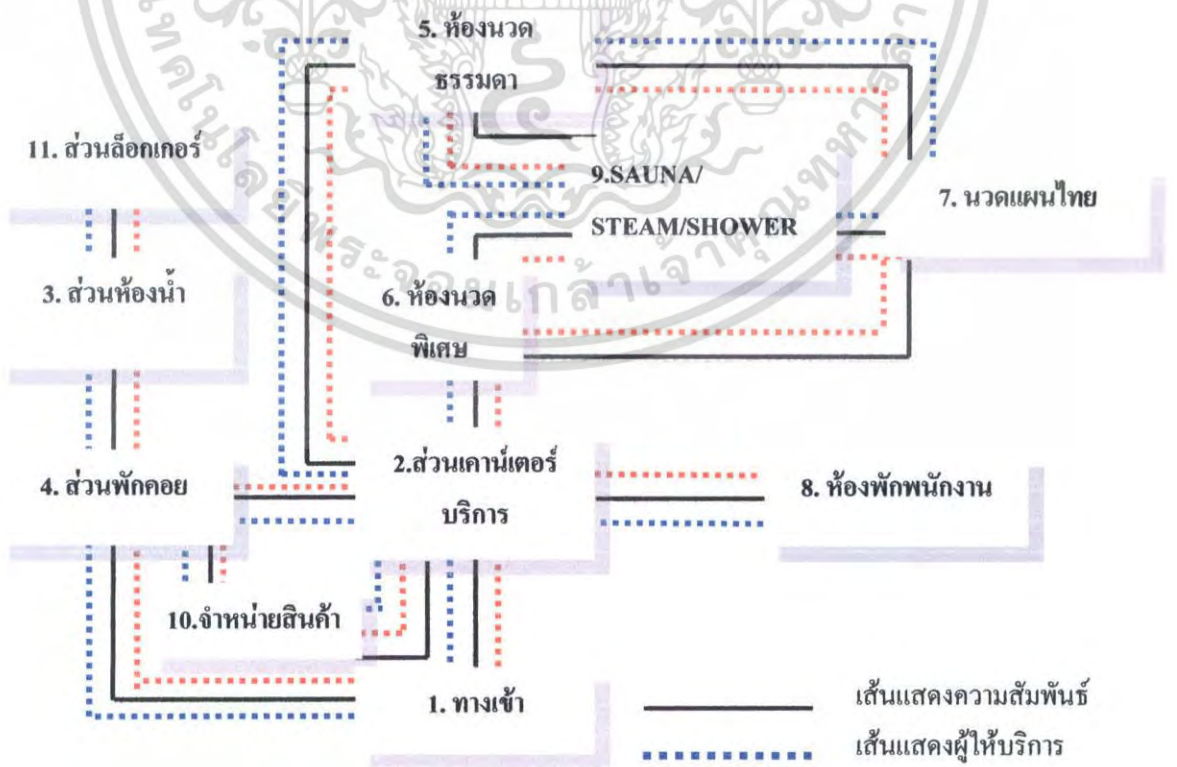 5. ห้องนวด
ธรรมดา
11. ส่วนล็อกเกอร์
9.SAUNA/
STEAM/SHOWER
7. นวดแผนไทย
3. ส่วนห้องน้ำ
6. ห้องนวด
พิเศษ
4. ส่วนพักคอย
2.ส่วนเคาน์เตอร์
บริการ
8. ห้องพักพนักงาน
10.จำหน่ายสินค้า
1. ทางเข้า
เส้นแสดงความสัมพันธ์
เส้นแสดงผู้ให้บริการ